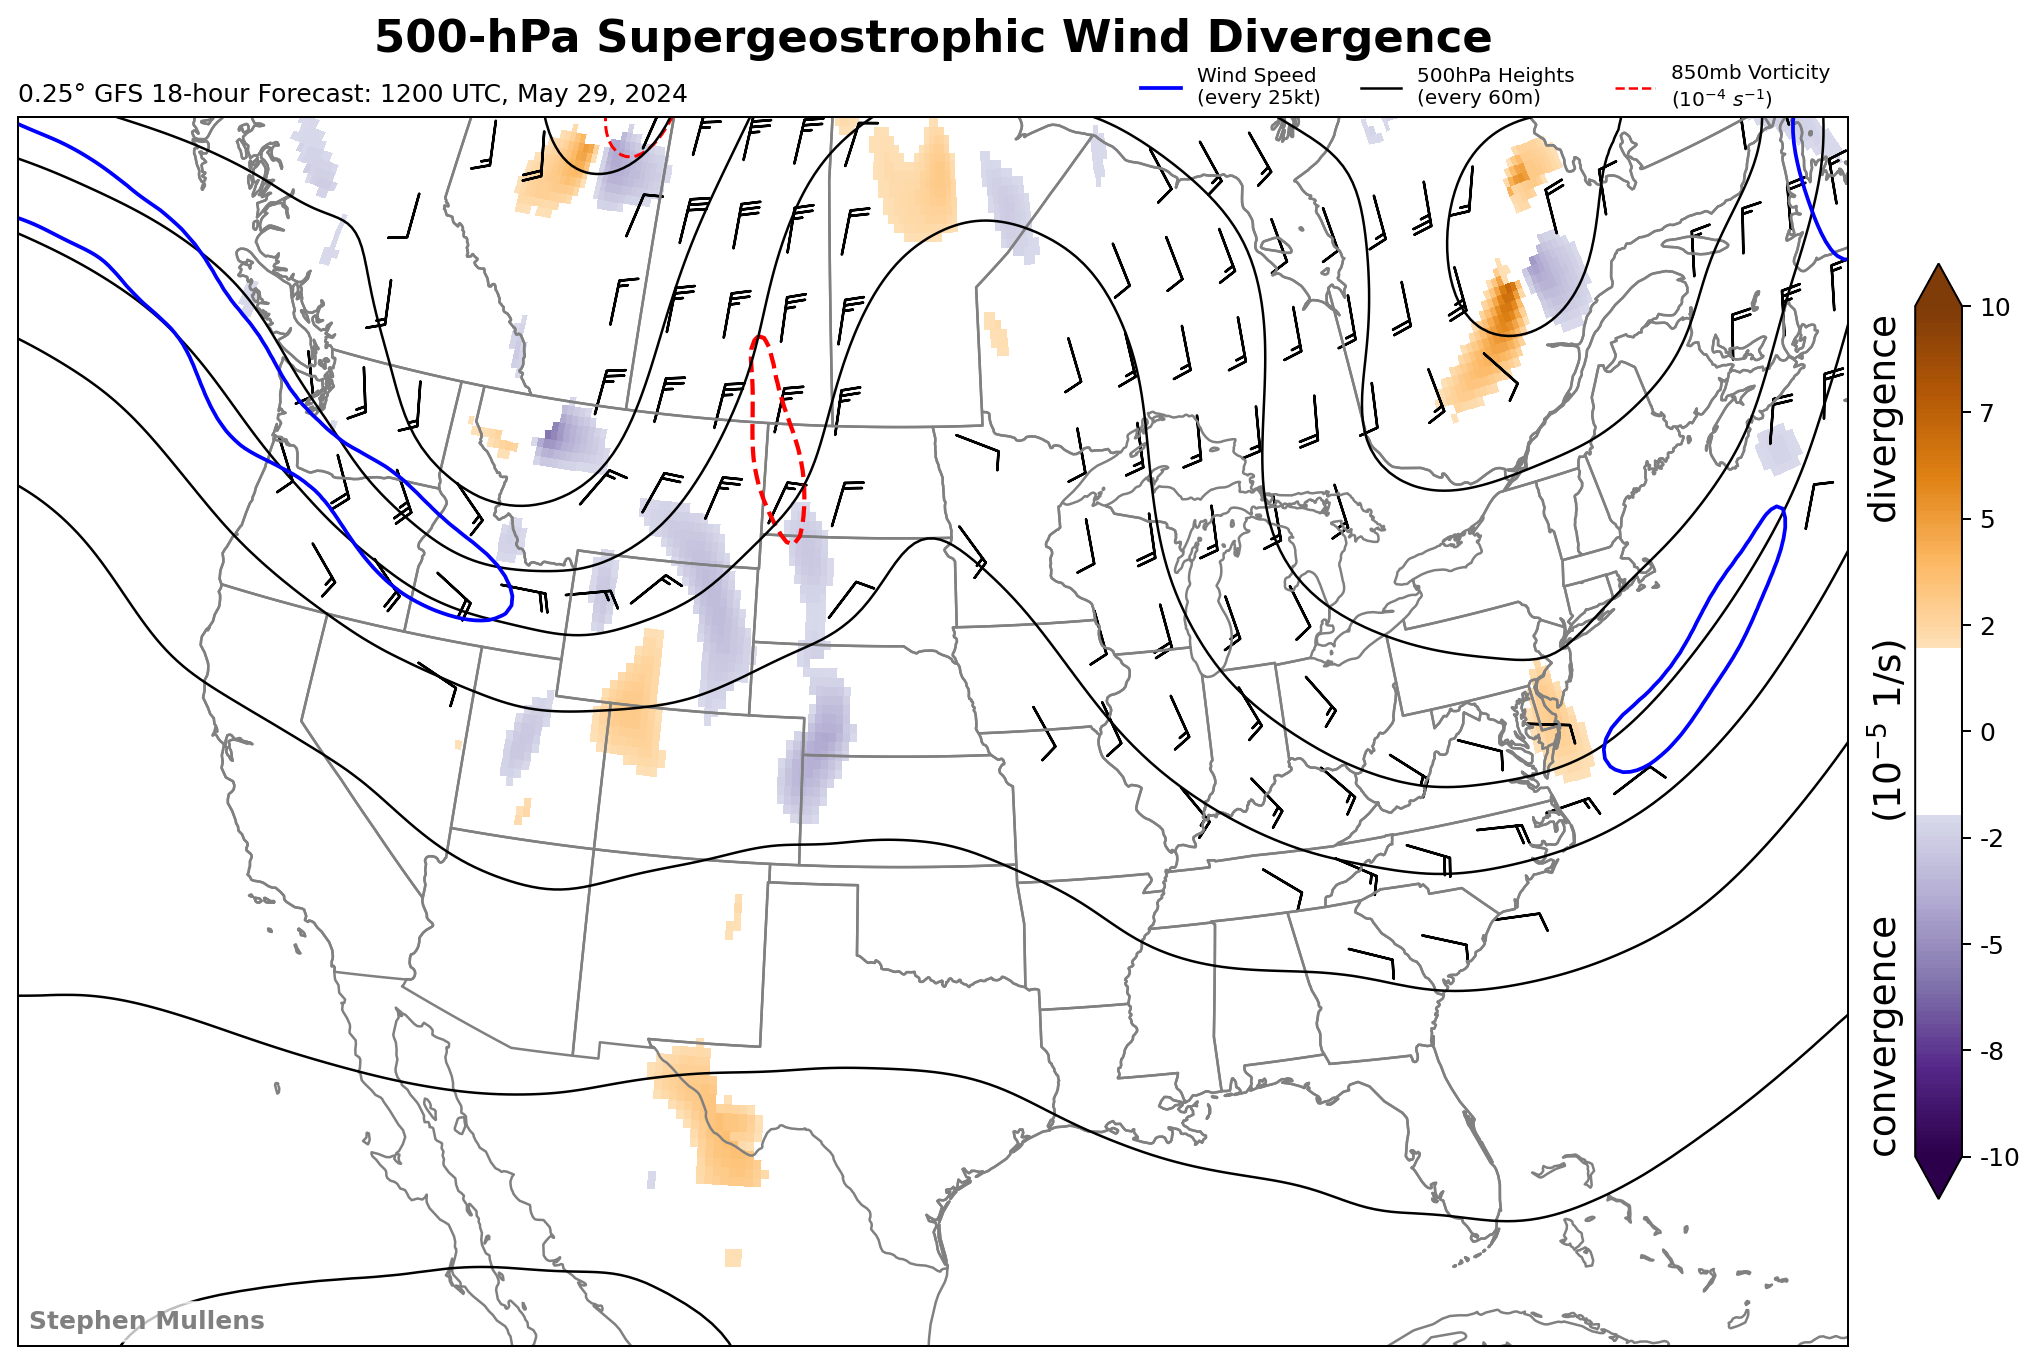 500-hPa Supergeostrophic Wind Divergence
0.25° GFS 18-hour Forecast: 1200 UTC, May 29, 2024
Wind Speed
(every 25kt)
500hPa Heights
(every 60m)
850mb Vorticity
(10⁻⁴ s⁻¹)
convergence (10⁻⁵ 1/s) divergence
10
7
5
2
0
-2
-5
-8
-10
Stephen Mullens